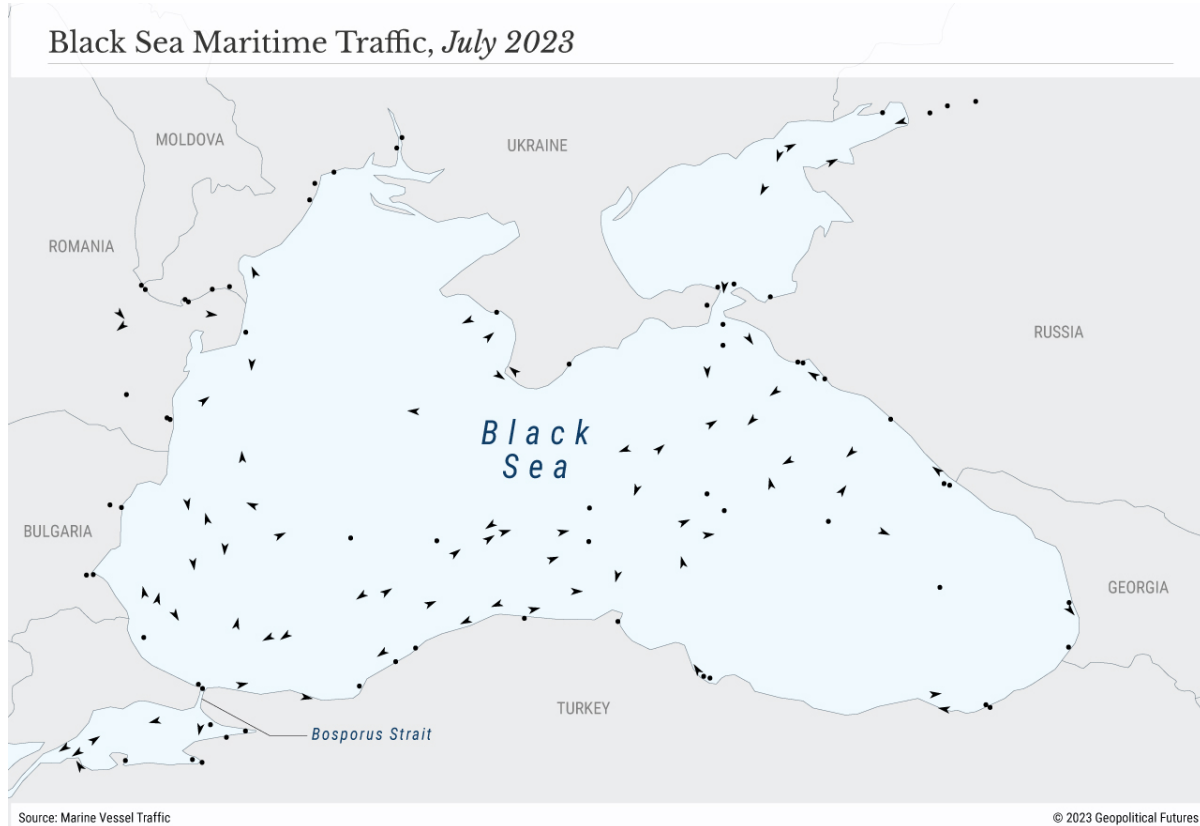 Black Sea Maritime Traffic, July 2023
MOLDOVA
UKRAINE
ROMANIA
RUSSIA
Black
Sea
BULGARIA
GEORGIA
TURKEY
Bosporus Strait
Source: Marine Vessel Traffic
© 2023 Geopolitical Futures